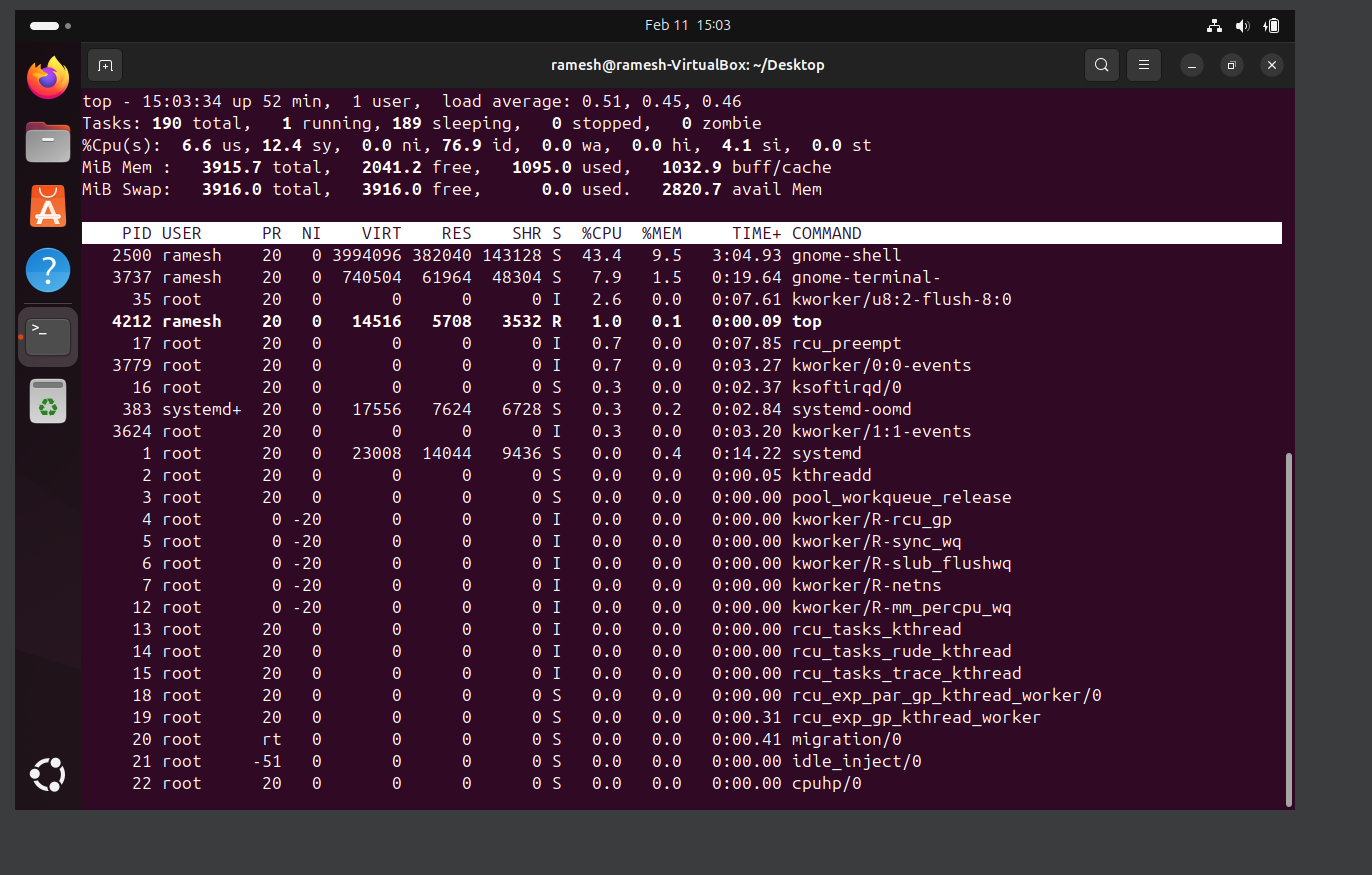 Feb 11 15:03
ramesh@ramesh-VirtualBox: ~/Desktop
top - 15:03:34 up 52 min,  1 user,  load average: 0.51, 0.45, 0.46
Tasks: 190 total,   1 running, 189 sleeping,   0 stopped,   0 zombie
%Cpu(s):  6.6 us, 12.4 sy,  0.0 ni, 76.9 id,  0.0 wa,  0.0 hi,  4.1 si,  0.0 st
MiB Mem :   3915.7 total,   2041.2 free,   1095.0 used,   1032.9 buff/cache
MiB Swap:   3916.0 total,   3916.0 free,      0.0 used.   2820.7 avail Mem
PID USER      PR  NI    VIRT    RES    SHR S  %CPU  %MEM     TIME+ COMMAND
2500 ramesh    20   0 3994096 382040 143128 S  43.4   9.5   3:04.93 gnome-shell
3737 ramesh    20   0  740504  61964  48304 S   7.9   1.5   0:19.64 gnome-terminal-
35 root      20   0       0      0      0 I   2.6   0.0   0:07.61 kworker/u8:2-flush-8:0
4212 ramesh    20   0   14516   5708   3532 R   1.0   0.1   0:00.09 top
17 root      20   0       0      0      0 I   0.7   0.0   0:07.85 rcu_preempt
3779 root      20   0       0      0      0 I   0.7   0.0   0:03.27 kworker/0:0-events
16 root      20   0       0      0      0 S   0.3   0.0   0:02.37 ksoftirqd/0
383 systemd+  20   0   17556   7624   6728 S   0.3   0.2   0:02.84 systemd-oomd
3624 root      20   0       0      0      0 I   0.3   0.0   0:03.20 kworker/1:1-events
1 root      20   0   23008  14044   9436 S   0.0   0.4   0:14.22 systemd
2 root      20   0       0      0      0 S   0.0   0.0   0:00.05 kthreadd
3 root      20   0       0      0      0 S   0.0   0.0   0:00.00 pool_workqueue_release
4 root       0 -20       0      0      0 I   0.0   0.0   0:00.00 kworker/R-rcu_gp
5 root       0 -20       0      0      0 I   0.0   0.0   0:00.00 kworker/R-sync_wq
6 root       0 -20       0      0      0 I   0.0   0.0   0:00.00 kworker/R-slub_flushwq
7 root       0 -20       0      0      0 I   0.0   0.0   0:00.00 kworker/R-netns
12 root       0 -20       0      0      0 I   0.0   0.0   0:00.00 kworker/R-mm_percpu_wq
13 root      20   0       0      0      0 I   0.0   0.0   0:00.00 rcu_tasks_kthread
14 root      20   0       0      0      0 I   0.0   0.0   0:00.00 rcu_tasks_rude_kthread
15 root      20   0       0      0      0 I   0.0   0.0   0:00.00 rcu_tasks_trace_kthread
18 root      20   0       0      0      0 S   0.0   0.0   0:00.00 rcu_exp_par_gp_kthread_worker/0
19 root      20   0       0      0      0 S   0.0   0.0   0:00.31 rcu_exp_gp_kthread_worker
20 root      rt   0       0      0      0 S   0.0   0.0   0:00.41 migration/0
21 root     -51   0       0      0      0 S   0.0   0.0   0:00.00 idle_inject/0
22 root      20   0       0      0      0 S   0.0   0.0   0:00.00 cpuhp/0